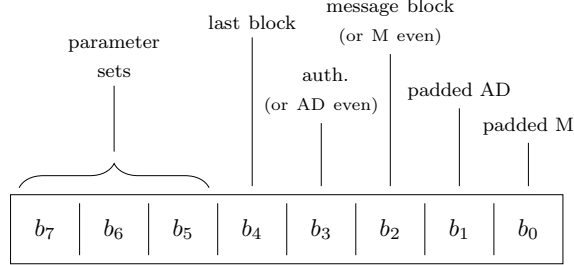 message block
(or M even)
last block
parameter
sets
auth.
(or AD even)
padded AD
padded M
b₇ b₆ b₅ b₄ b₃ b₂ b₁ b₀